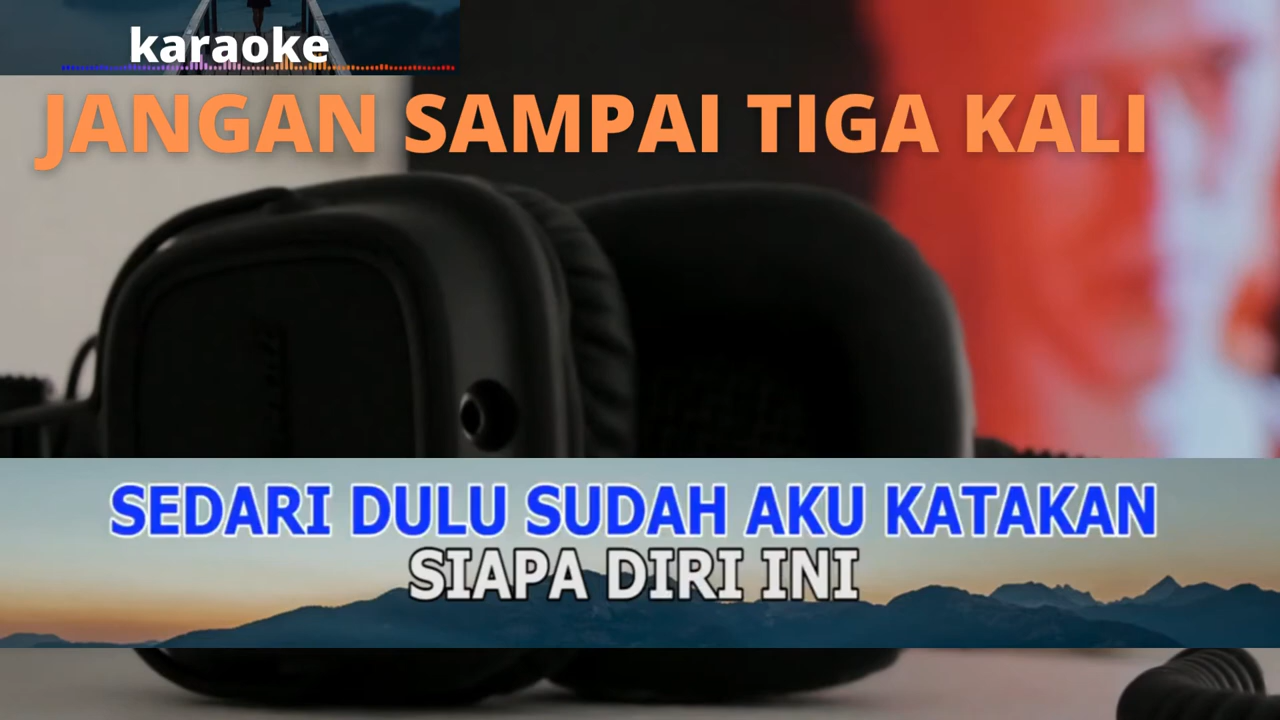 karaoke
JANGAN SAMPAI TIGA KALI
SEDARI DULU SUDAH AKU KATAKAN
SIAPA DIRI INI